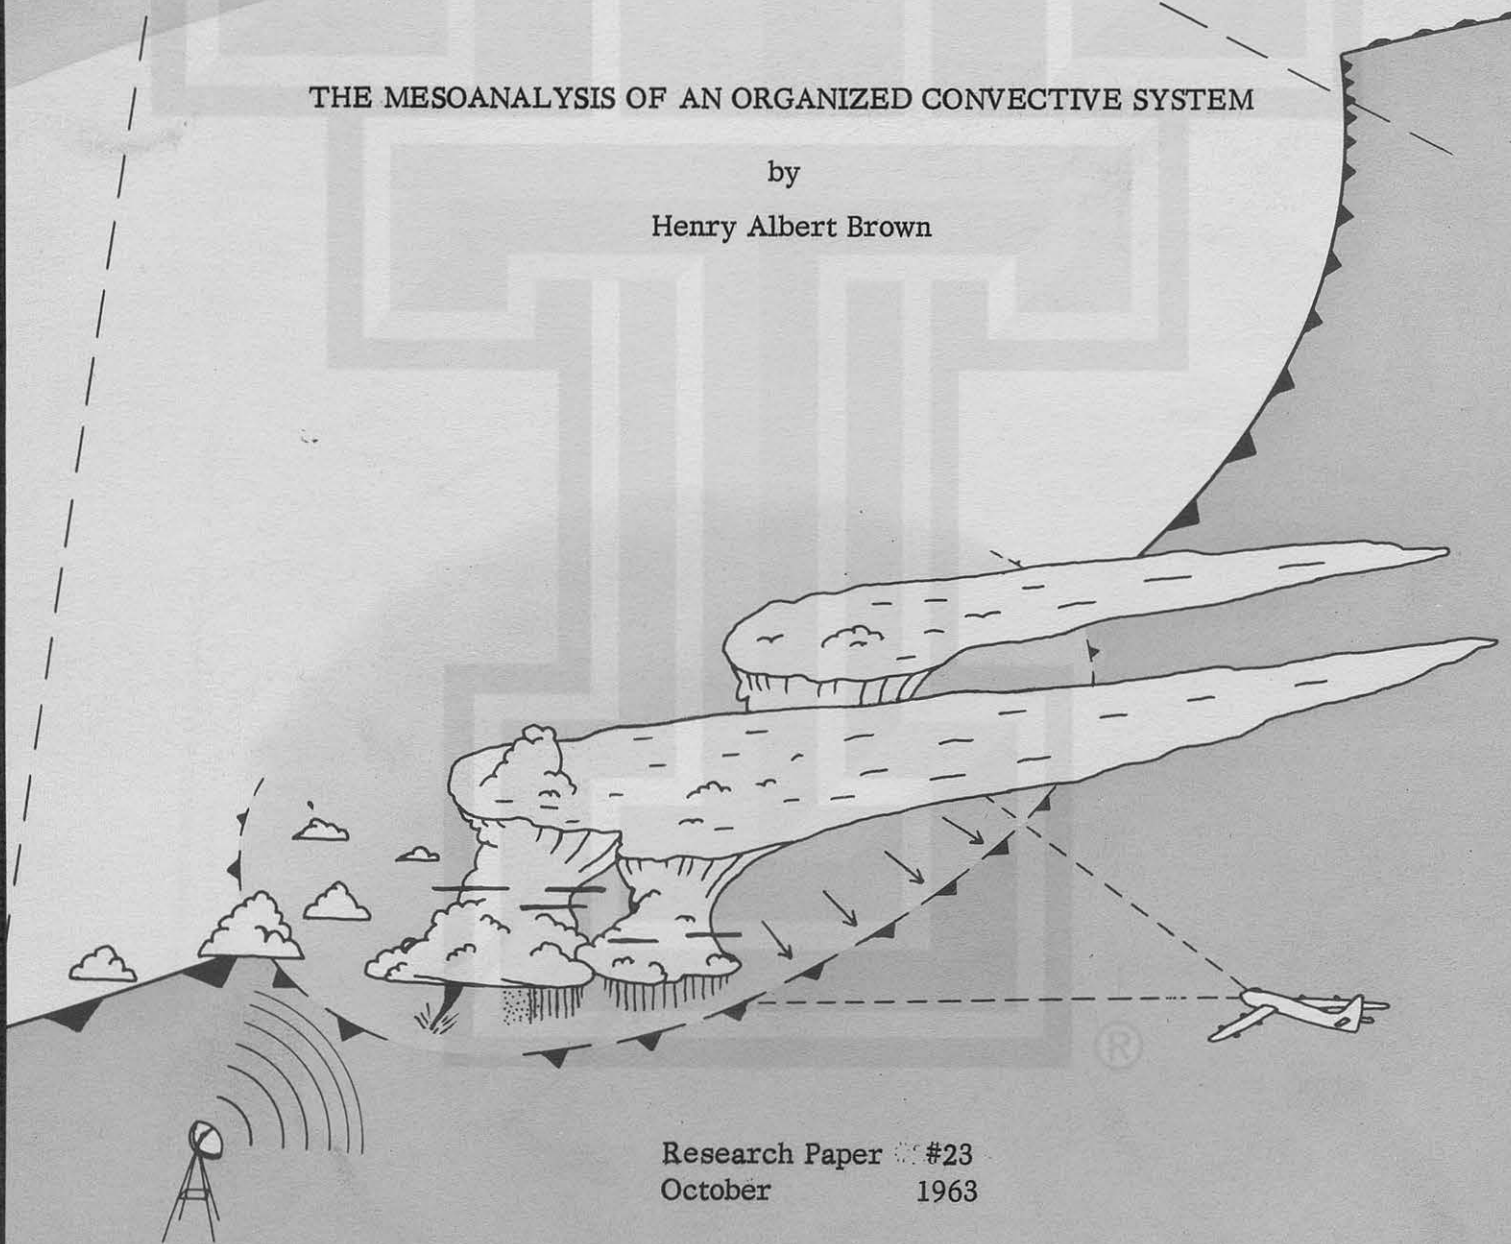 THE MESOANALYSIS OF AN ORGANIZED CONVECTIVE SYSTEM
by
Henry Albert Brown
®
Research Paper #23
October 1963